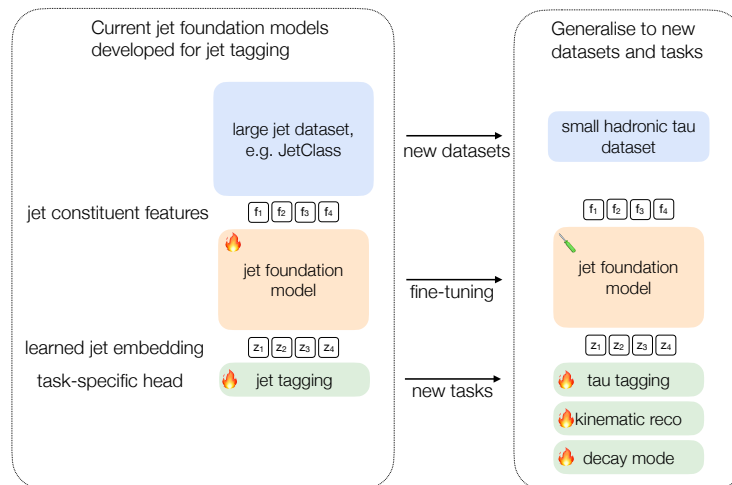 Current jet foundation models
developed for jet tagging
large jet dataset,
e.g. JetClass
jet constituent features
f₁ f₂ f₃ f₄
jet foundation
model
learned jet embedding
z₁ z₂ z₃ z₄
task-specific head
jet tagging
new datasets
fine-tuning
new tasks
Generalise to new
datasets and tasks
small hadronic tau
dataset
f₁ f₂ f₃ f₄
jet foundation
model
z₁ z₂ z₃ z₄
tau tagging
kinematic reco
decay mode